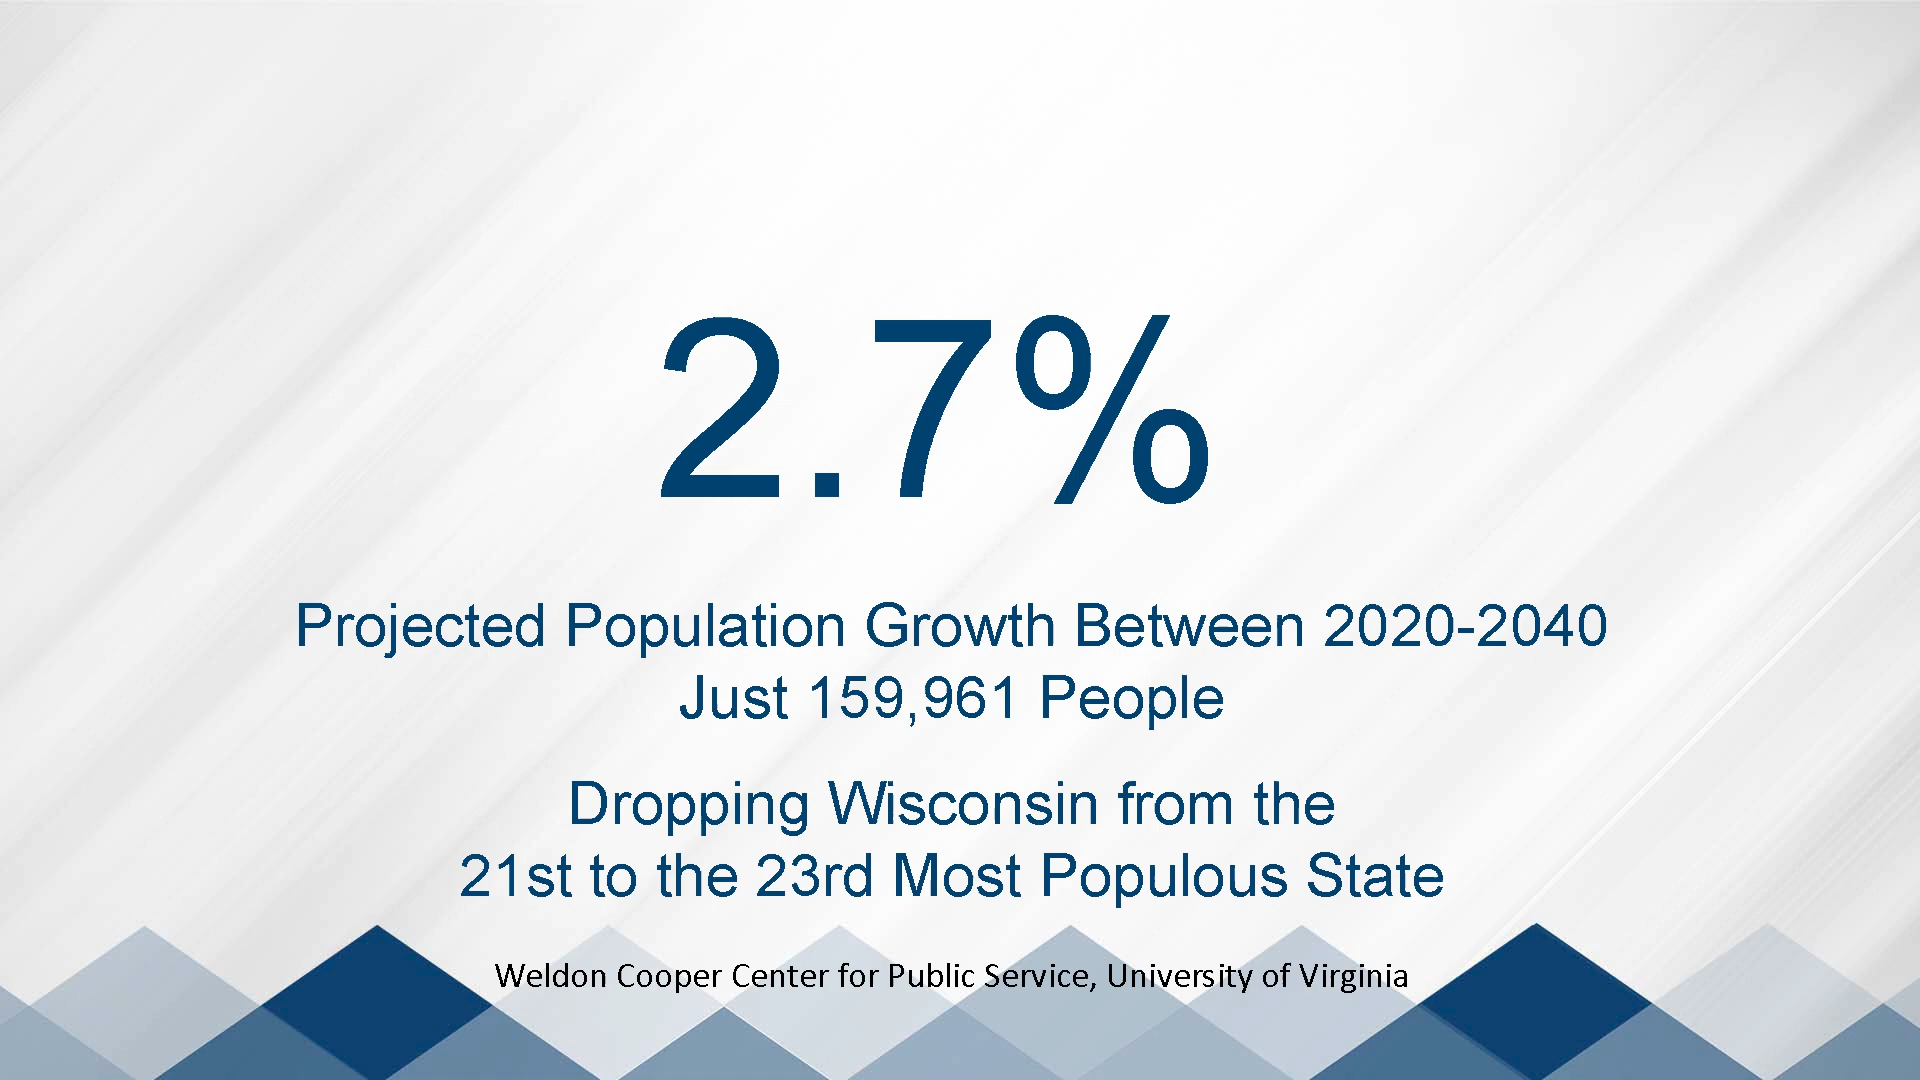 2.7%
Projected Population Growth Between 2020-2040
Just 159,961 People
Dropping Wisconsin from the
21st to the 23rd Most Populous State
Weldon Cooper Center for Public Service, University of Virginia